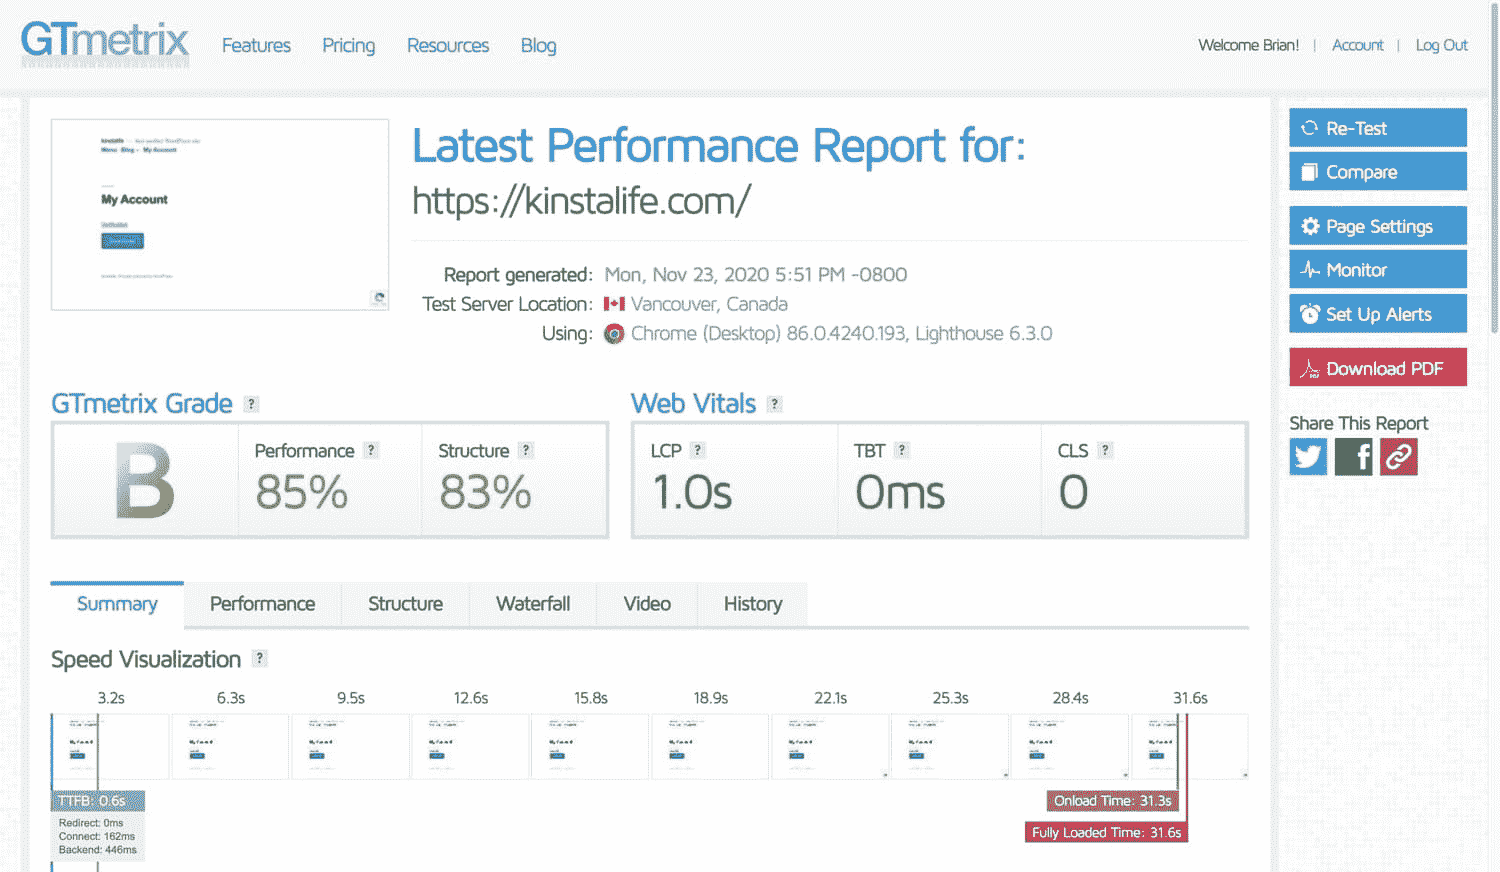 GTmetrix
Features Pricing Resources Blog
Welcome Brian! | Account | Log Out
My Account
Latest Performance Report for:
https://kinstalife.com/
Report generated: Mon, Nov 23, 2020 5:51 PM -0800
Test Server Location: Vancouver, Canada
Using: Chrome (Desktop) 86.0.4240.193, Lighthouse 6.3.0
Re-Test
Compare
Page Settings
Monitor
Set Up Alerts
Download PDF
Share This Report
GTmetrix Grade ?
B
Performance ?
85%
Structure ?
83%
Web Vitals ?
LCP ?
1.0s
TBT ?
0ms
CLS ?
0
Summary Performance Structure Waterfall Video History
Speed Visualization ?
3.2s 6.3s 9.5s 12.6s 15.8s 18.9s 22.1s 25.3s 28.4s 31.6s
TTFB: 0.6s
Redirect: 0ms
Connect: 162ms
Backend: 446ms
Onload Time: 31.3s
Fully Loaded Time: 31.6s